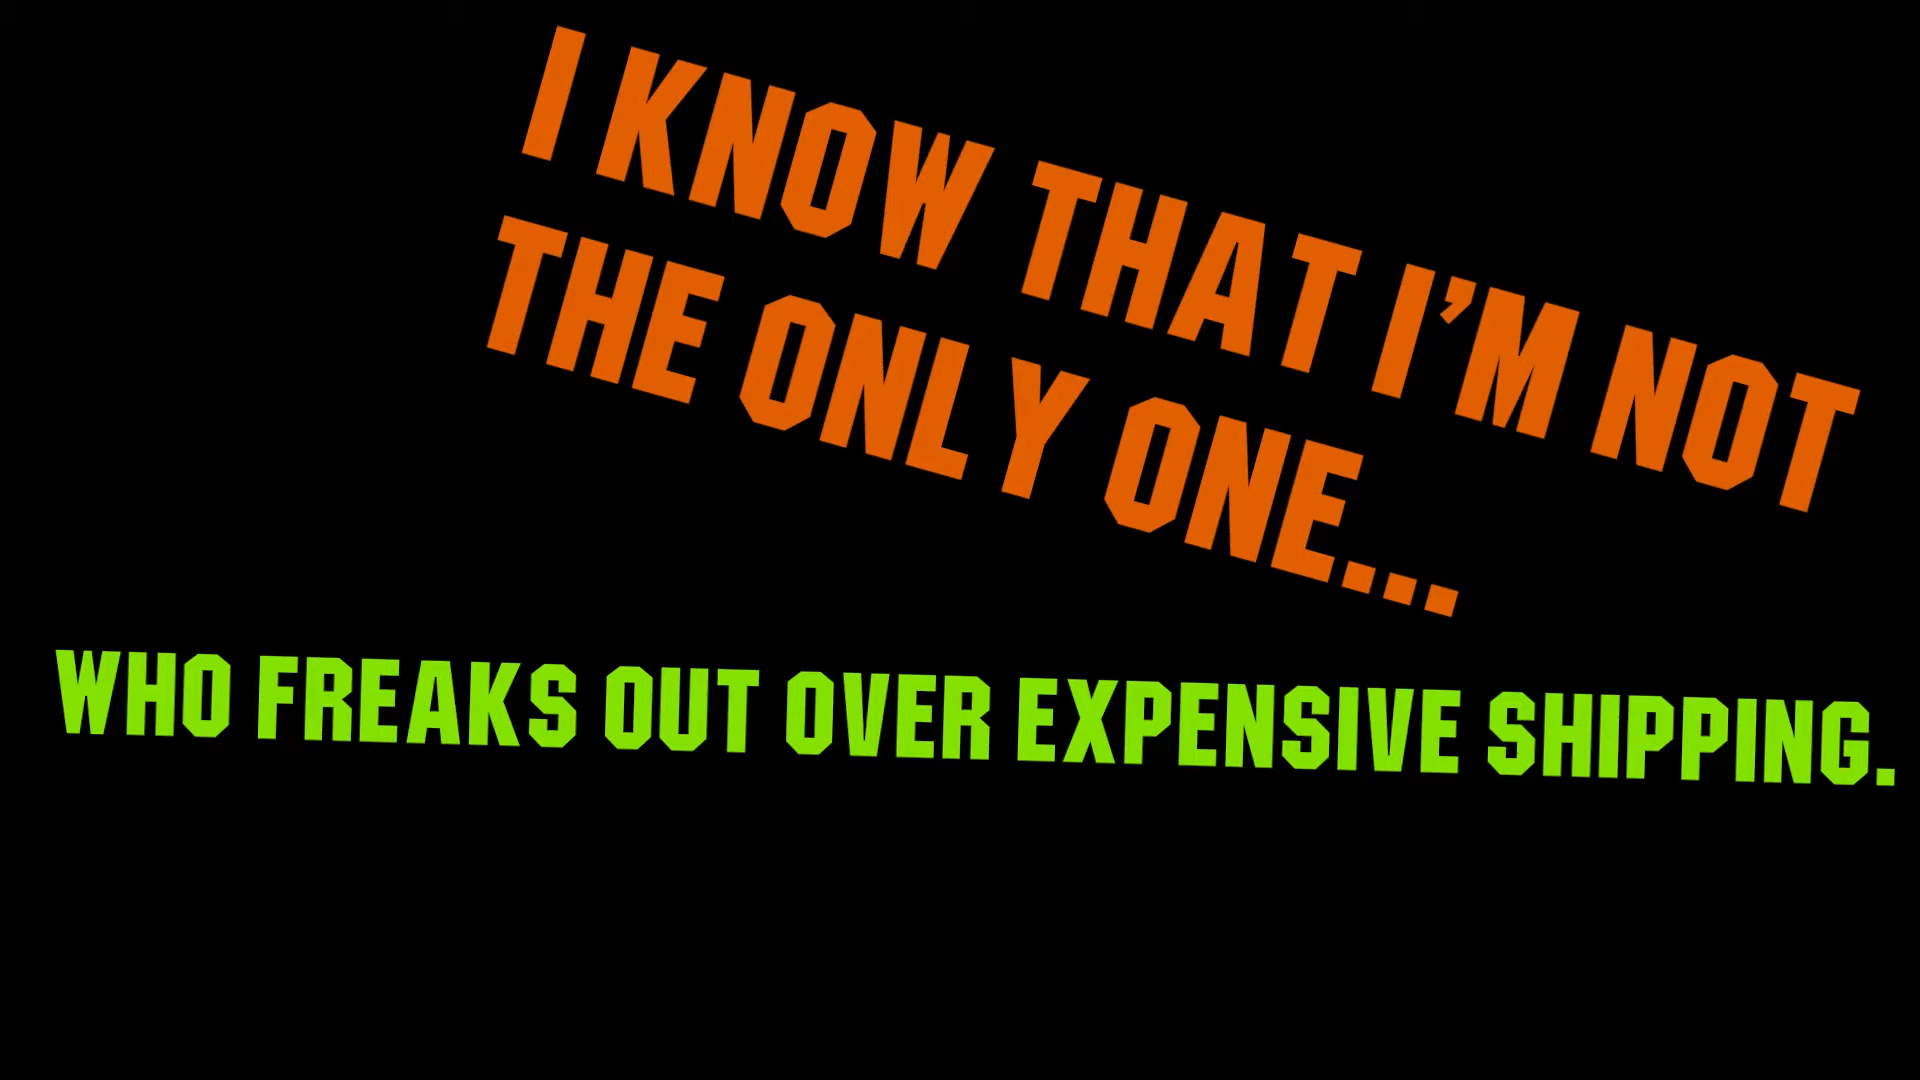 I KNOW THAT I'M NOT
THE ONLY ONE...
WHO FREAKS OUT OVER EXPENSIVE SHIPPING.